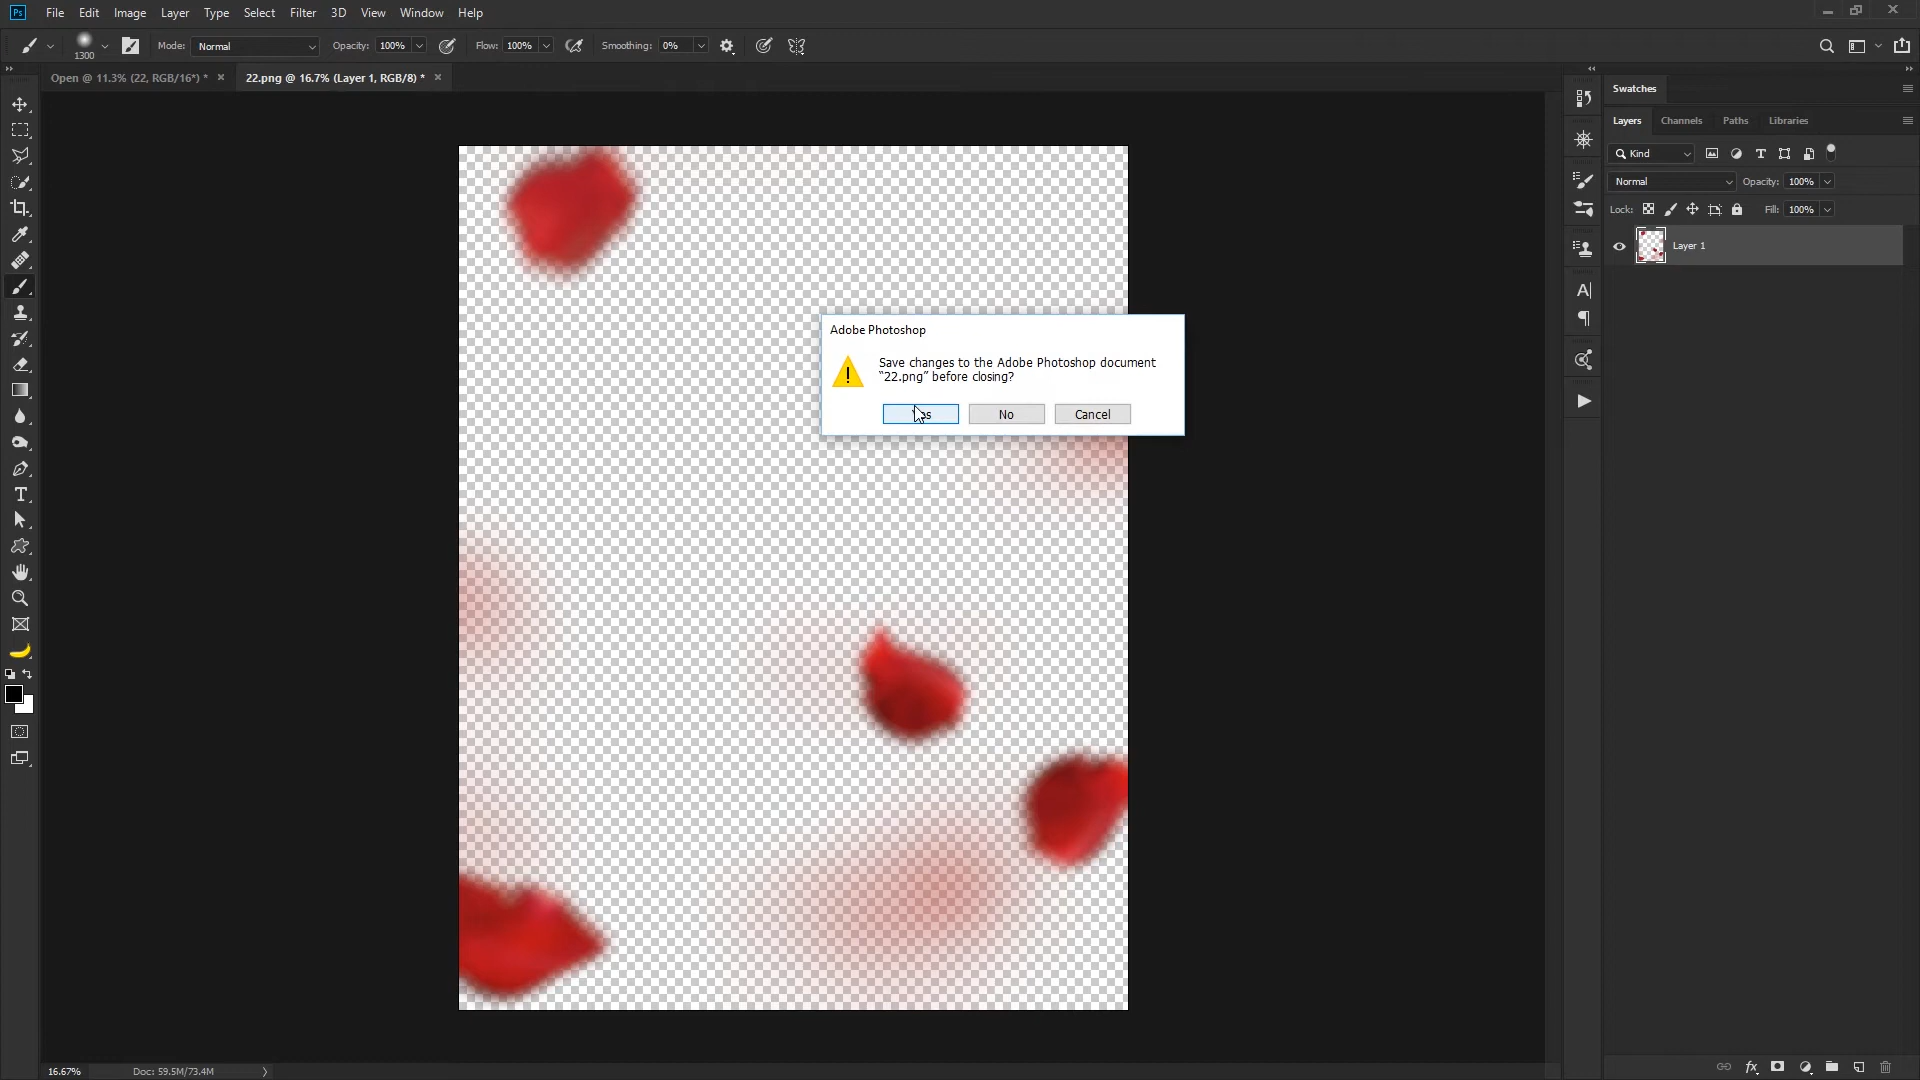 Ps File Edit Image Layer Type Select Filter 3D View Window Help
1300 Mode: Normal Opacity: 100% Flow: 100% Smoothing: 0%
Open @ 11.3% (22, RGB/16*) * × 22.png @ 16.7% (Layer 1, RGB/8) * ×
Swatches
Layers Channels Paths Libraries
Kind
Normal Opacity: 100%
Lock: Fill: 100%
Layer 1
Adobe Photoshop
Save changes to the Adobe Photoshop document
“22.png” before closing?
No Cancel
16.67% Doc: 59.5M/73.4M